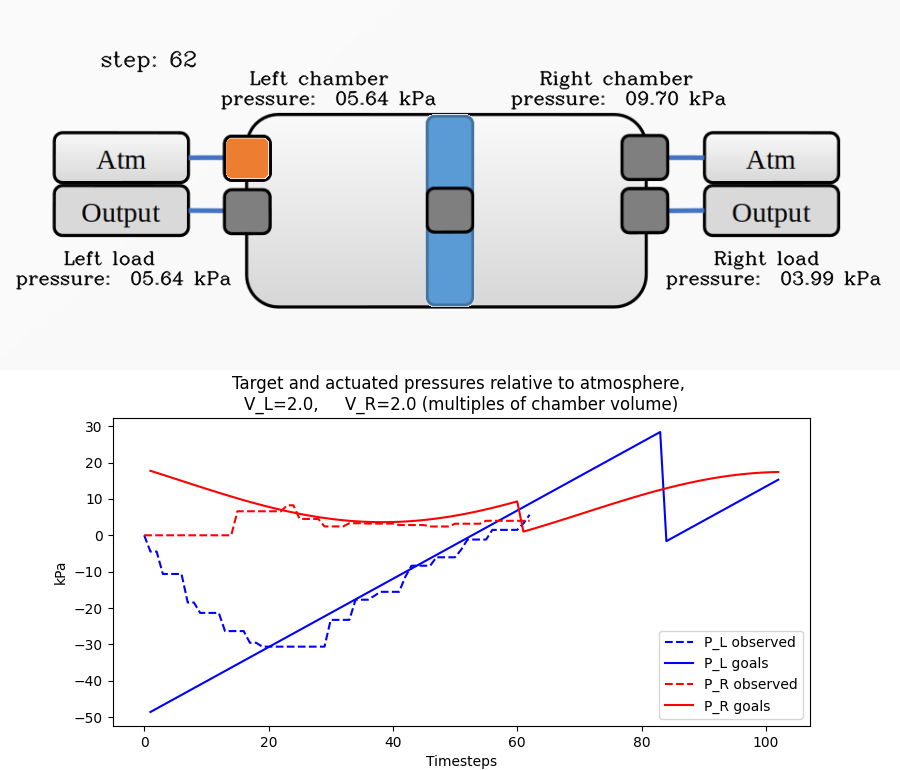 step: 62
Left chamber
pressure: 05.64 kPa
Right chamber
pressure: 09.70 kPa
Atm
Output
Atm
Output
Left load
pressure: 05.64 kPa
Right load
pressure: 03.99 kPa
Target and actuated pressures relative to atmosphere,
V_L=2.0, V_R=2.0 (multiples of chamber volume)
30
20
10
0
−10
−20
−30
−40
−50
kPa
P_L observed
P_L goals
P_R observed
P_R goals
0 20 40 60 80 100
Timesteps